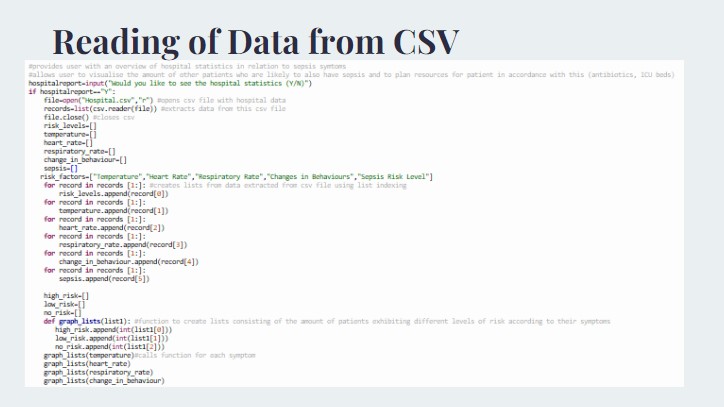 Reading of Data from CSV
#provides user with an overview of hospital statistics in relation to sepsis symtoms
#allows user to visualise the amount of other patients who are likely to also have sepsis and to plan resources for patient in accordance with this (antibiotics, ICU beds)
hospitalreport=input("Would you like to see the hospital statistics (Y/N)")
if hospitalreport=="Y":
    file=open("Hospital.csv","r") #opens csv file with hospital data
    records=list(csv.reader(file)) #extracts data from this csv file
    file.close() #closes csv
    risk_levels=[]
    temperature=[]
    heart_rate=[]
    respiratory_rate=[]
    change_in_behaviour=[]
    sepsis=[]
    risk_factors=["Temperature","Heart Rate","Respiratory Rate","Changes in Behaviours","Sepsis Risk Level"]
    for record in records [1:]: #creates lists from data extracted from csv file using list indexing
        risk_levels.append(record[0])
    for record in records [1:]:
        temperature.append(record[1])
    for record in records [1:]:
        heart_rate.append(record[2])
    for record in records [1:]:
        respiratory_rate.append(record[3])
    for record in records [1:]:
        change_in_behaviour.append(record[4])
    for record in records [1:]:
        sepsis.append(record[5])
    high_risk=[]
    low_risk=[]
    no_risk=[]
    def graph_lists(list1): #function to create lists consisting of the amount of patients exhibiting different levels of risk according to their symptoms
        high_risk.append(int(list1[0]))
        low_risk.append(int(list1[1]))
        no_risk.append(int(list1[2]))
    graph_lists(temperature)#calls function for each symptom
    graph_lists(heart_rate)
    graph_lists(respiratory_rate)
    graph_lists(change_in_behaviour)